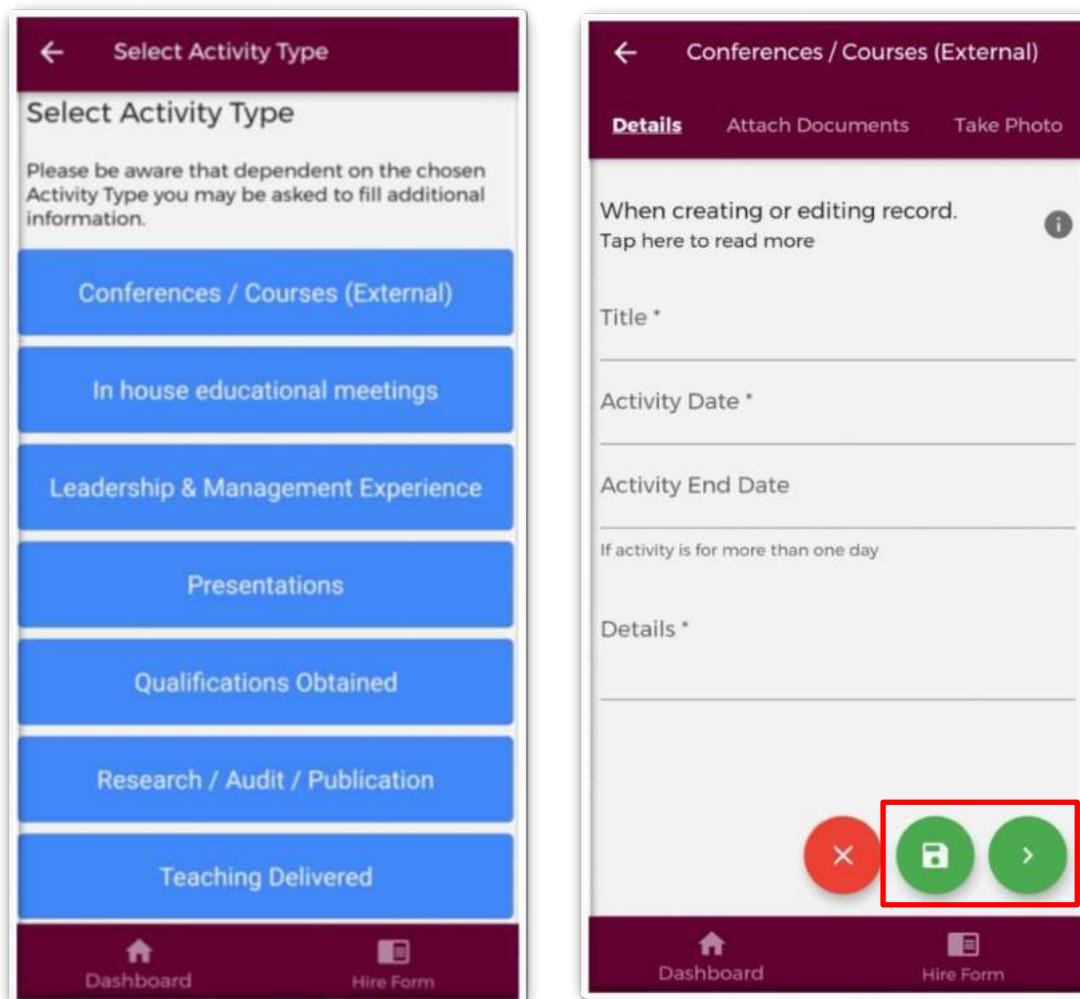 Select Activity Type
Select Activity Type
Please be aware that dependent on the chosen
Activity Type you may be asked to fill additional
information.
Conferences / Courses (External)
In house educational meetings
Leadership & Management Experience
Presentations
Qualifications Obtained
Research / Audit / Publication
Teaching Delivered
Dashboard
Hire Form
Conferences / Courses (External)
Details
Attach Documents
Take Photo
When creating or editing record.
Tap here to read more
Title *
Activity Date *
Activity End Date
If activity is for more than one day
Details *
Dashboard
Hire Form